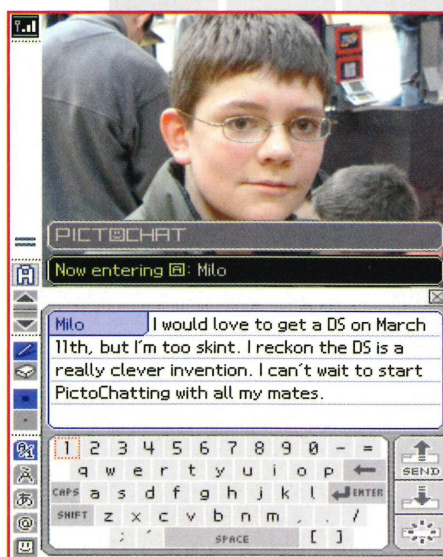 PICTOCHAT
Now entering A: Milo
Milo I would love to get a DS on March
11th, but I'm too skint. I reckon the DS is a
really clever invention. I can't wait to start
PictoChatting with all my mates.
1 2 3 4 5 6 7 8 9 0 - =
q w e r t y u i o p ←
CAPS a s d f g h j k l ENTER
SHIFT z x c v b n m , . /
; ' SPACE [ ]
SEND
あ
@